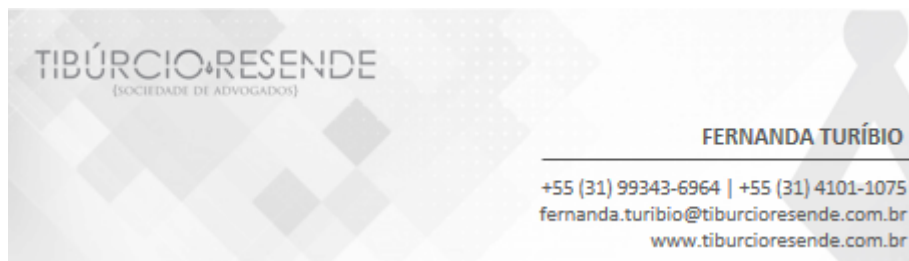 TIBÚRCIO RESENDE
{SOCIEDADE DE ADVOGADOS}
FERNANDA TURÍBIO
+55 (31) 99343-6964 | +55 (31) 4101-1075
fernanda.turibio@tiburcioresende.com.br
www.tiburcioresende.com.br